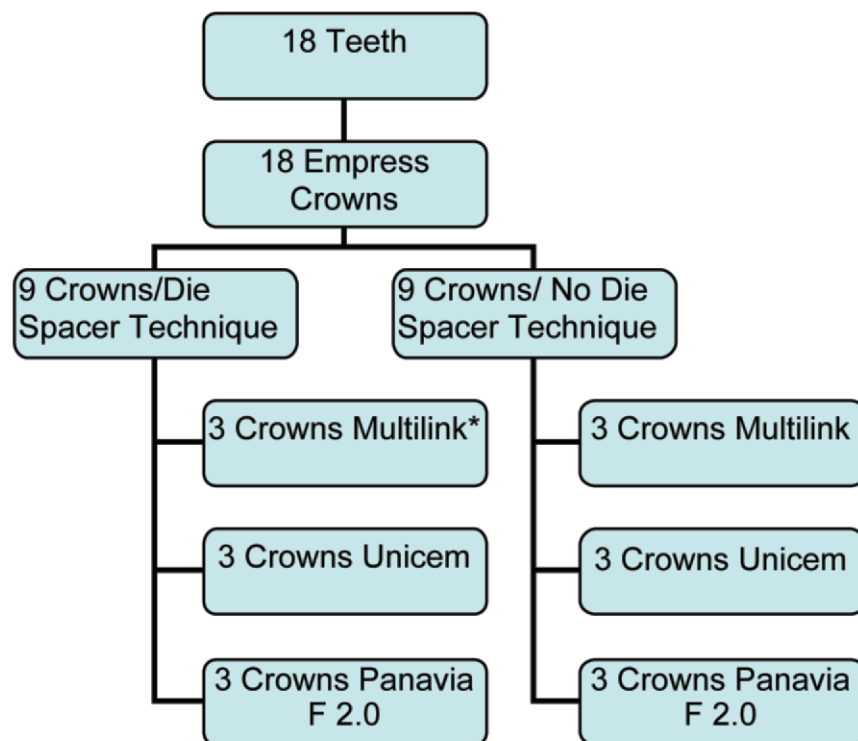 18 Teeth
18 Empress
Crowns
9 Crowns/Die
Spacer Technique
9 Crowns/ No Die
Spacer Technique
3 Crowns Multilink*
3 Crowns Multilink
3 Crowns Unicem
3 Crowns Unicem
3 Crowns Panavia
F 2.0
3 Crowns Panavia
F 2.0